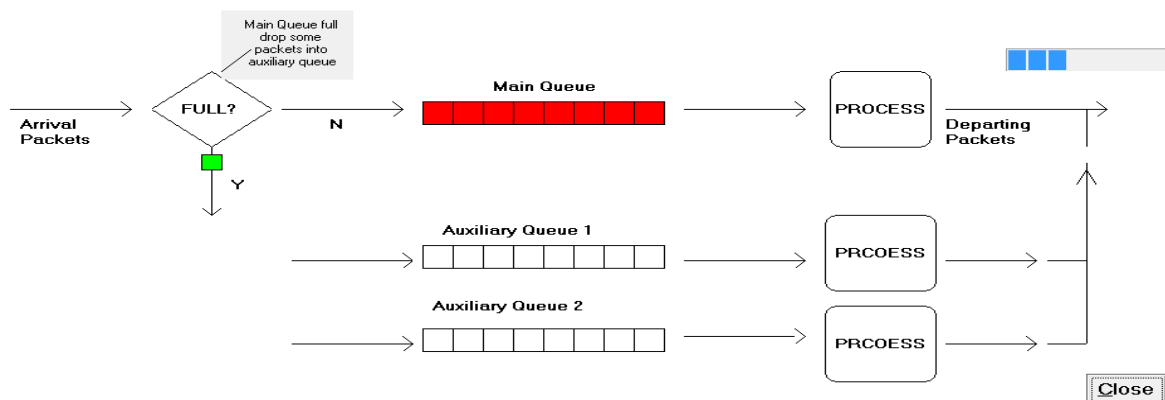 Main Queue full
drop some
packets into
auxiliary queue
FULL?
Main Queue
PROCESS
Arrival
Packets
N
Departing
Packets
Y
Auxiliary Queue 1
PRCOESS
Auxiliary Queue 2
PRCOESS
Close